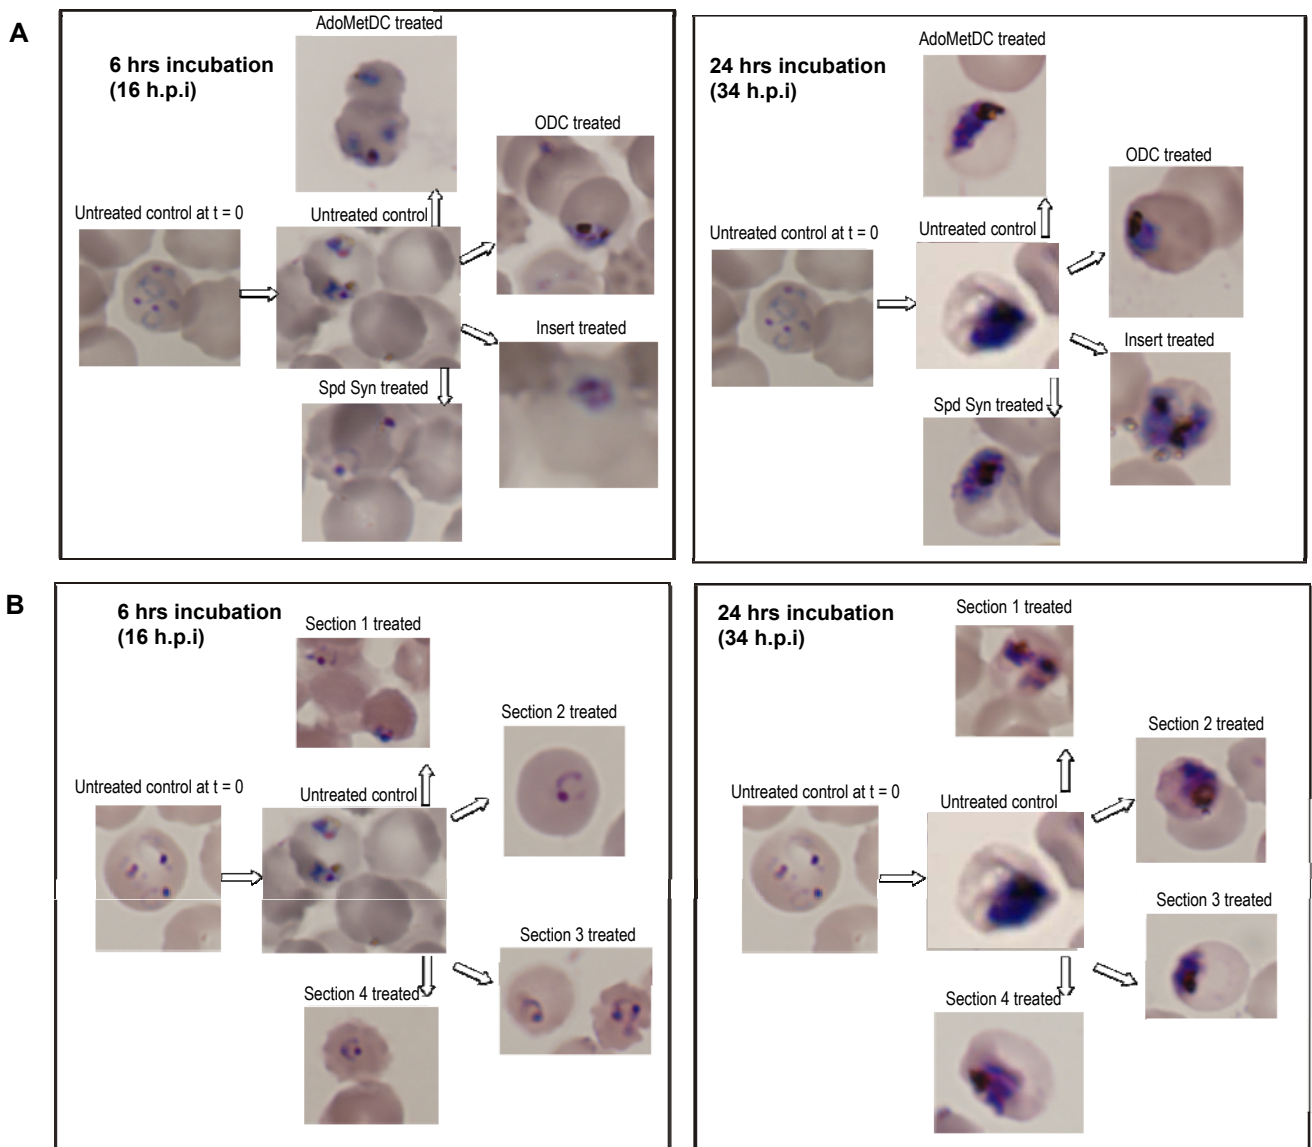 A
6 hrs incubation
(16 h.p.i)
AdoMetDC treated
ODC treated
Untreated control at t = 0
Untreated control
Insert treated
Spd Syn treated
24 hrs incubation
(34 h.p.i)
AdoMetDC treated
ODC treated
Untreated control at t = 0
Untreated control
Insert treated
Spd Syn treated
B
6 hrs incubation
(16 h.p.i)
Section 1 treated
Section 2 treated
Untreated control at t = 0
Untreated control
Section 3 treated
Section 4 treated
24 hrs incubation
(34 h.p.i)
Section 1 treated
Section 2 treated
Untreated control at t = 0
Untreated control
Section 3 treated
Section 4 treated